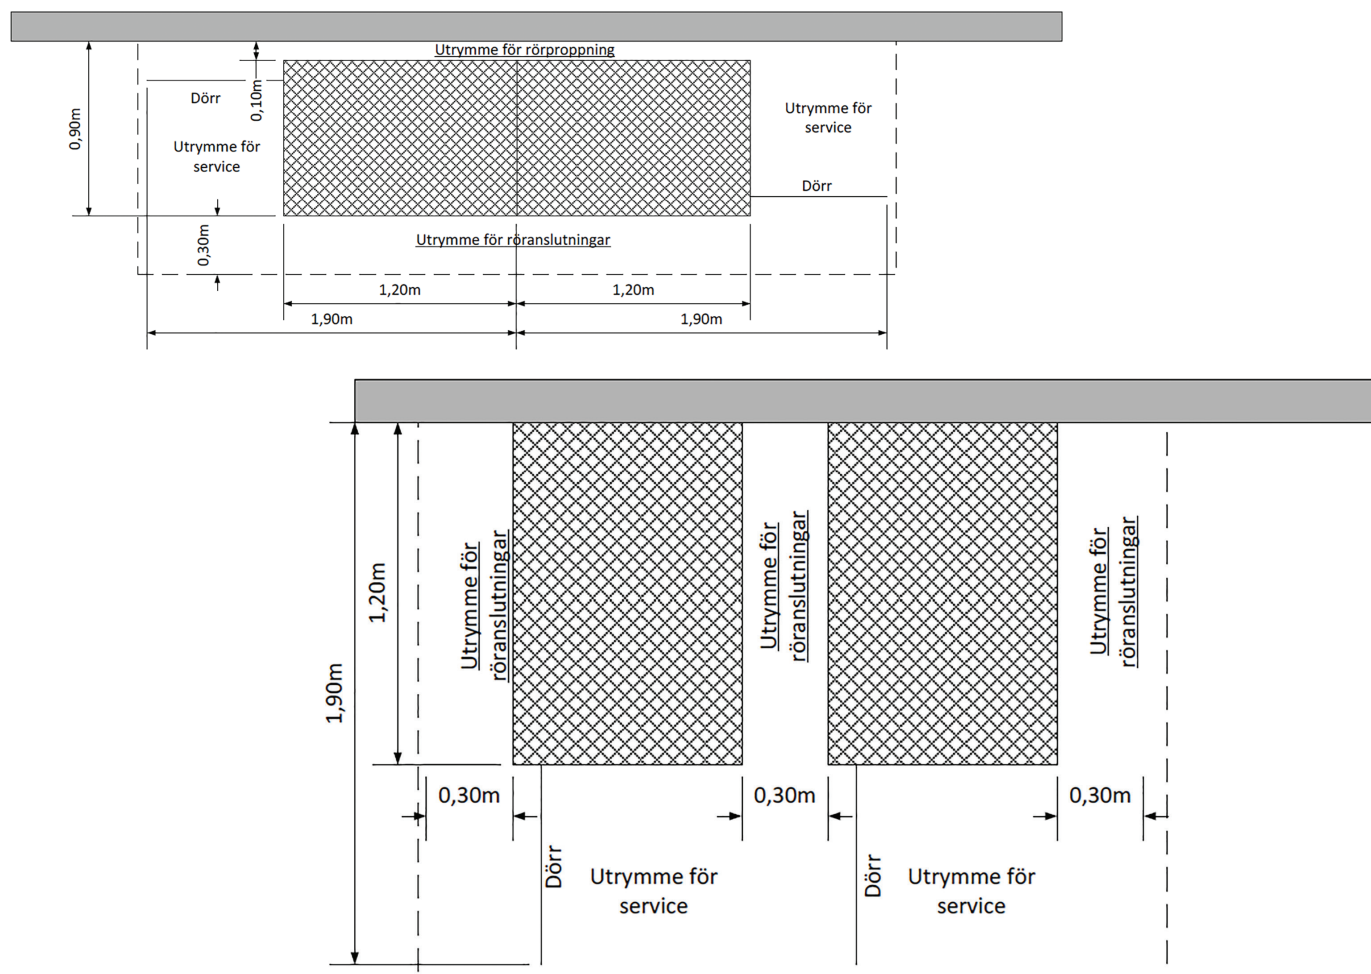 Utrymme för rörproppning
0,90m
Dörr
0,10m
Utrymme för
service
Utrymme för
service
Dörr
0,30m
Utrymme för röranslutningar
1,20m
1,20m
1,90m
1,90m
1,90m
1,20m
Utrymme för
röranslutningar
Utrymme för
röranslutningar
Utrymme för
röranslutningar
0,30m
0,30m
0,30m
Dörr
Utrymme för
service
Dörr
Utrymme för
service